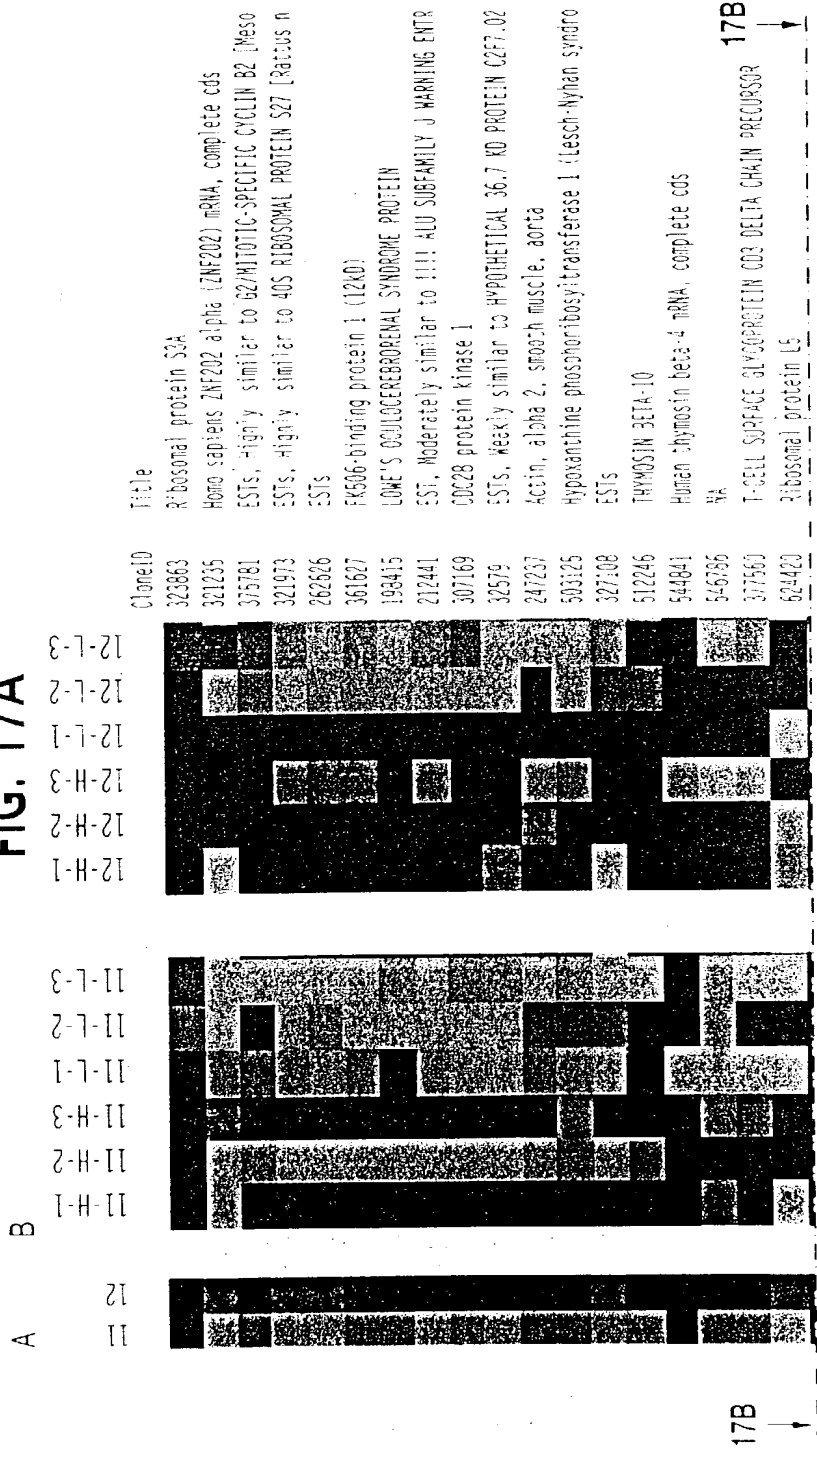 FIG. 17A
A
B
11
12
11-H-1
11-H-2
11-H-3
11-L-1
11-L-2
11-L-3
12-H-1
12-H-2
12-H-3
12-L-1
12-L-2
12-L-3
CloneID Title
323863 Ribosomal protein S3A
321235 Homo sapiens ZNF202 alpha (ZNF202) mRNA, complete cds
375781 ESTs, Highly similar to G2/MITOTIC-SPECIFIC CYCLIN B2 [Meso
321973 ESTs, Highly similar to 40S RIBOSOMAL PROTEIN S27 [Rattus n
262626 ESTs
361627 FK506-binding protein 1 (12kD)
198415 LOWE'S OCULOCEREBRORENAL SYNDROME PROTEIN
212441 EST, Moderately similar to !!!! ALU SUBFAMILY J WARNING ENTR
307169 CDC28 protein kinase 1
32579 ESTs, Weakly similar to HYPOTHETICAL 36.7 KD PROTEIN C2F7.02
247237 Actin, alpha 2, smooth muscle, aorta
503125 Hypoxanthine phosphoribosyltransferase 1 (Lesch-Nyhan syndro
327108 ESTs
512246 THYMOSIN BETA-10
544841 Human thymosin beta-4 mRNA, complete cds
546786 NA
377560 T-CELL SURFACE GLYCOPROTEIN CD3 DELTA CHAIN PRECURSOR
624420 Ribosomal protein L6
17B
17B